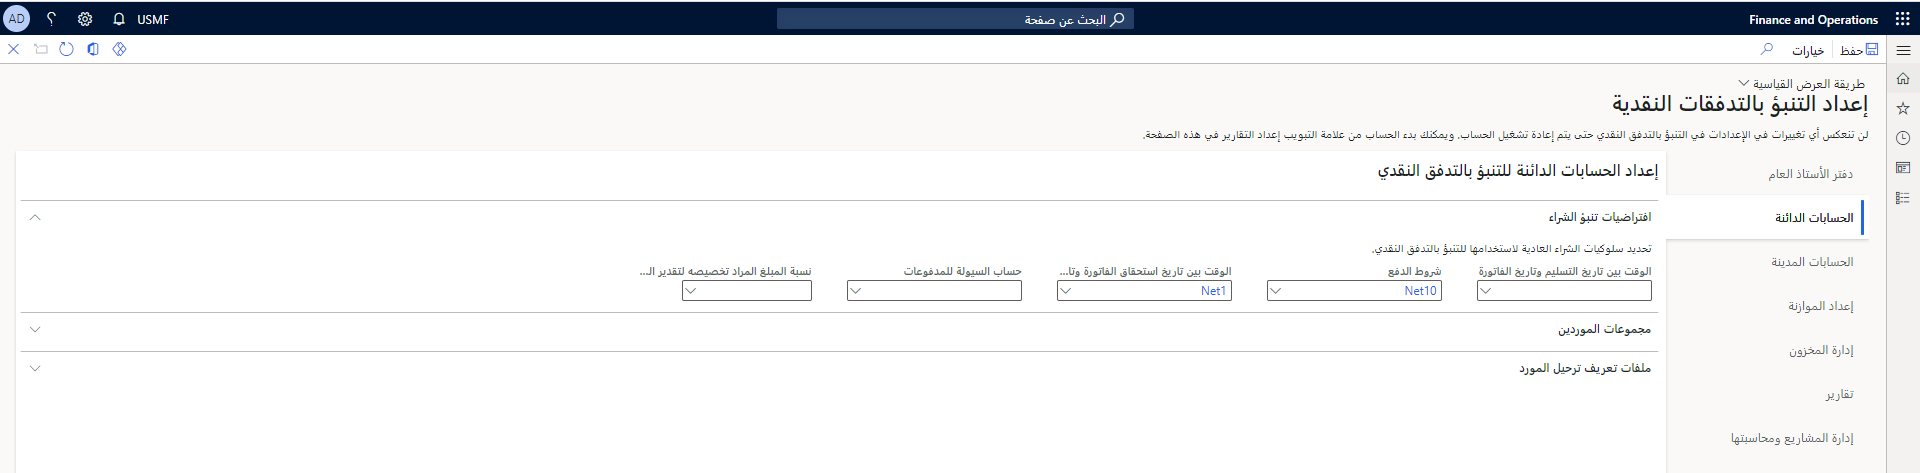 Finance and Operations
البحث عن صفحة
USMF
؟
AD
حفظ
خيارات
طريقة العرض القياسية
إعداد التنبؤ بالتدفقات النقدية
لن تنعكس أي تغييرات في الإعدادات في التنبؤ بالتدفق النقدي حتى يتم إعادة تشغيل الحساب. ويمكنك بدء الحساب من علامة التبويب إعداد التقارير في هذه الصفحة.
دفتر الأستاذ العام
الحسابات الدائنة
الحسابات المدينة
إعداد الموازنة
إدارة المخزون
تقارير
إدارة المشاريع ومحاسبتها
إعداد الحسابات الدائنة للتنبؤ بالتدفق النقدي
افتراضيات تنبؤ الشراء
تحديد سلوكيات الشراء العادية لاستخدامها للتنبؤ بالتدفق النقدي.
الوقت بين تاريخ التسليم وتاريخ الفاتورة
شروط الدفع
Net10
الوقت بين تاريخ استحقاق الفاتورة وتا...
Net1
حساب السيولة للمدفوعات
نسبة المبلغ المراد تخصيصه لتقدير الـ...
مجموعات الموردين
ملفات تعريف ترحيل المورد